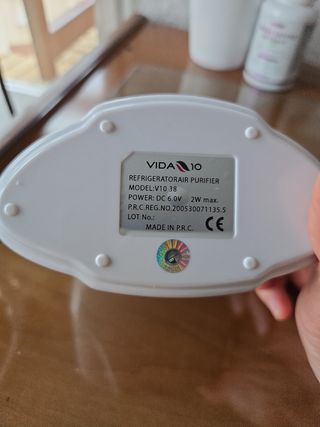 VIDA 10
REFRIGERATORAIR PURIFIER
MODEL:V10 38
POWER: DC 6.0V 2W max.
P.R.C.REG.NO.200530071135.5
LOT No.:
MADE IN P.R.C. CE